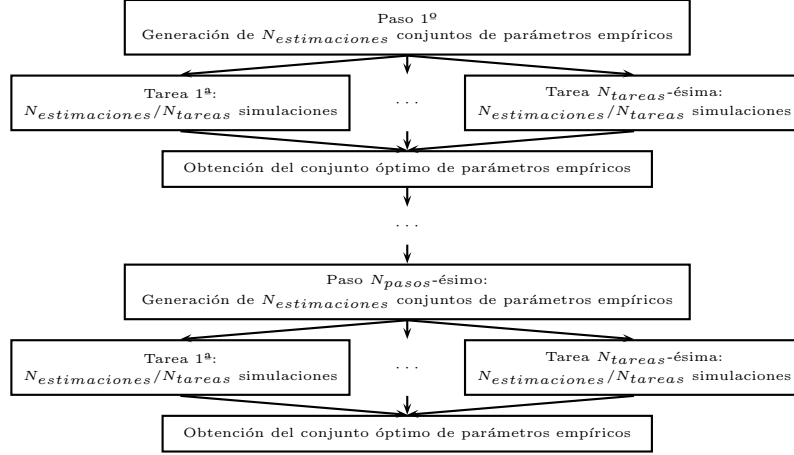 Paso 1º
Generación de N_estimaciones conjuntos de parámetros empíricos
Tarea 1ª:
N_estimaciones/N_tareas simulaciones
...
Tarea N_tareas-ésima:
N_estimaciones/N_tareas simulaciones
Obtención del conjunto óptimo de parámetros empíricos
...
Paso N_pasos-ésimo:
Generación de N_estimaciones conjuntos de parámetros empíricos
Tarea 1ª:
N_estimaciones/N_tareas simulaciones
...
Tarea N_tareas-ésima:
N_estimaciones/N_tareas simulaciones
Obtención del conjunto óptimo de parámetros empíricos